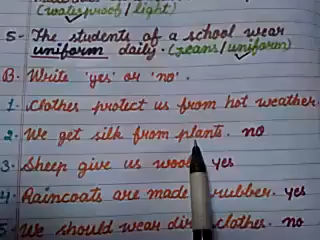 (waterproof / light)
5- The students of a school wear
uniform daily. (jeans/uniform)
B. Write 'yes' or 'no'.
1. Clothes protect us from hot weather.
2- We get silk from plants. no
3- Sheep give us wool yes
4- Raincoats are made rubber. yes
5- We should wear clothes. no